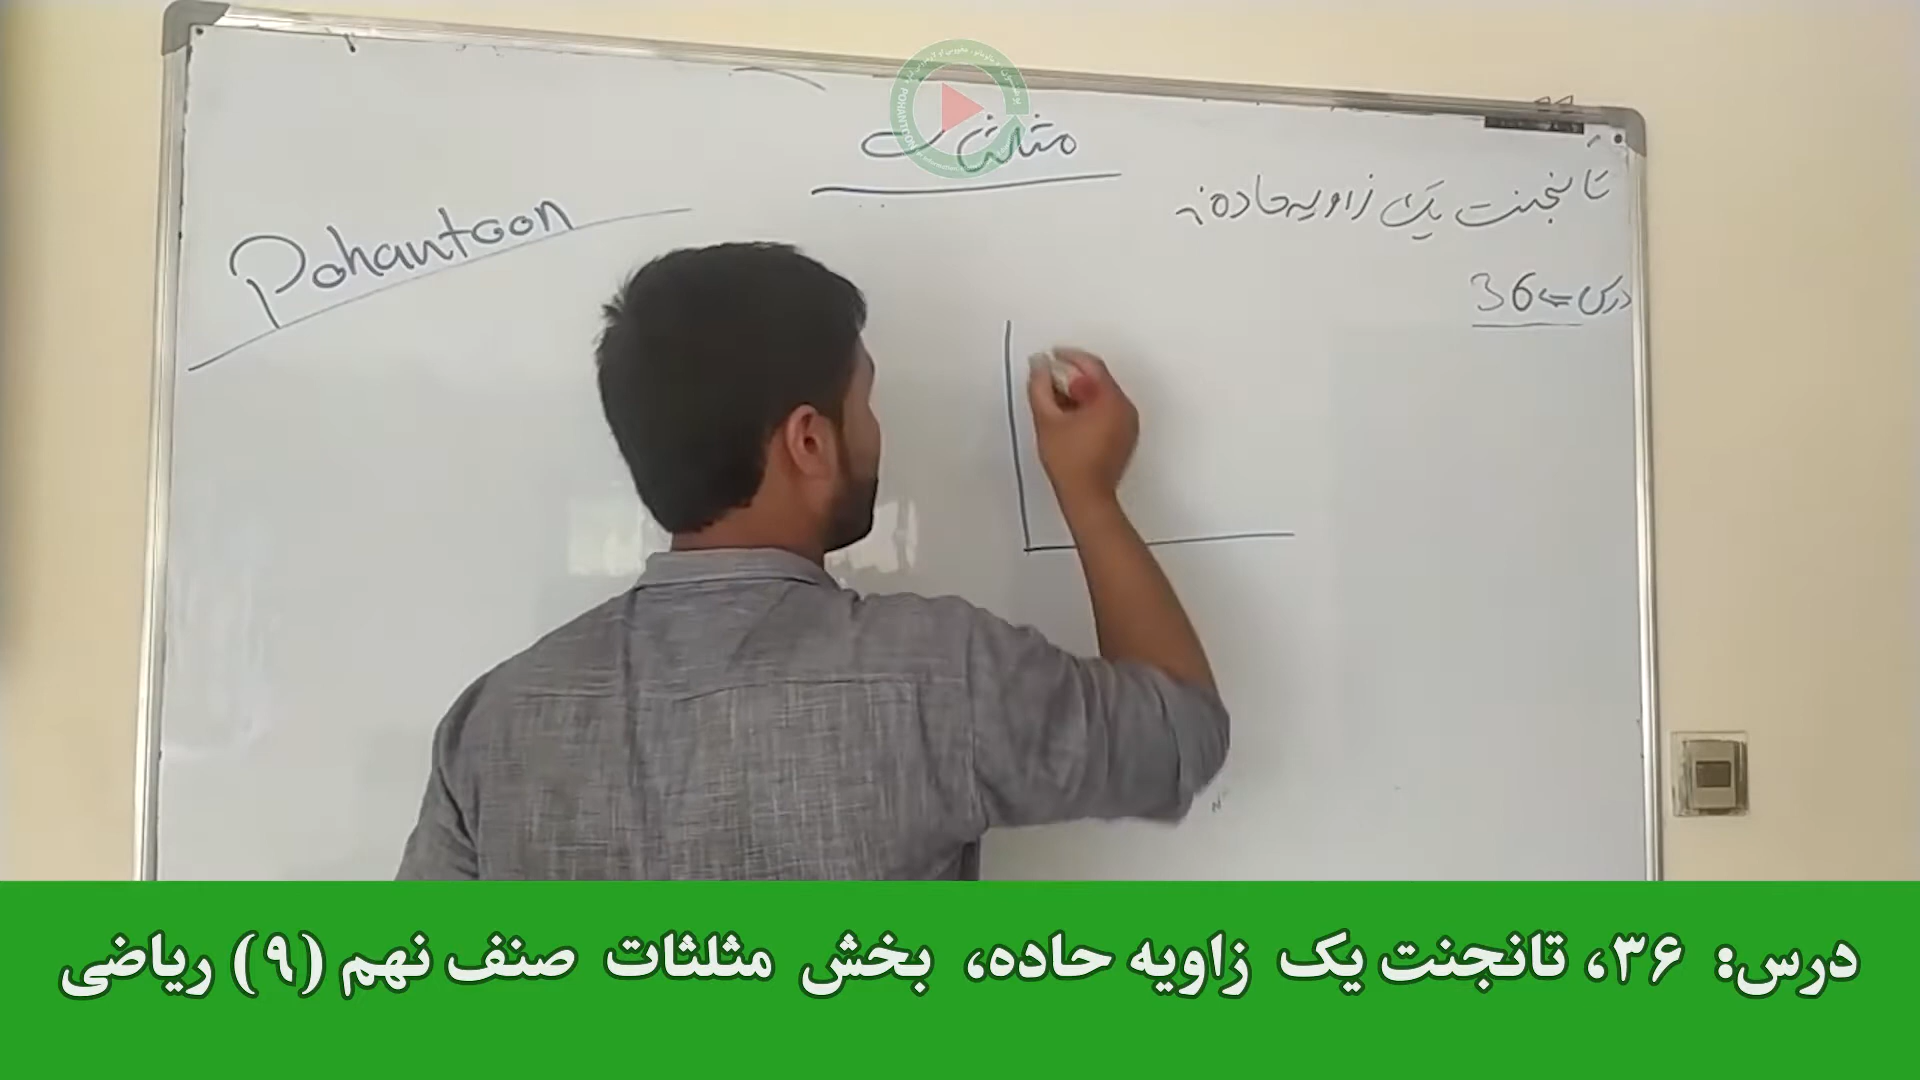 مثلثات
تانجنت یک زاویه حاده:
درس ⇐ 36
Pohantoon
درس: ۳۶، تانجنت یک زاویه حاده، بخش مثلثات صنف نهم (۹) ریاضی